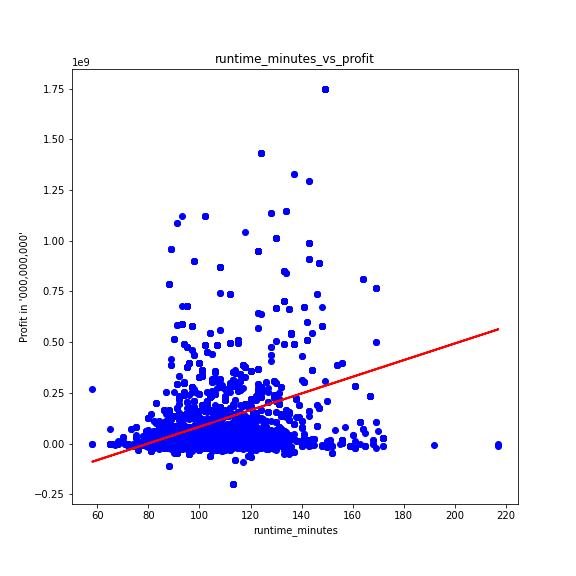 runtime_minutes_vs_profit
1e9
1.75
1.50
1.25
1.00
0.75
0.50
0.25
0.00
−0.25
Profit in '000,000,000'
60 80 100 120 140 160 180 200 220
runtime_minutes